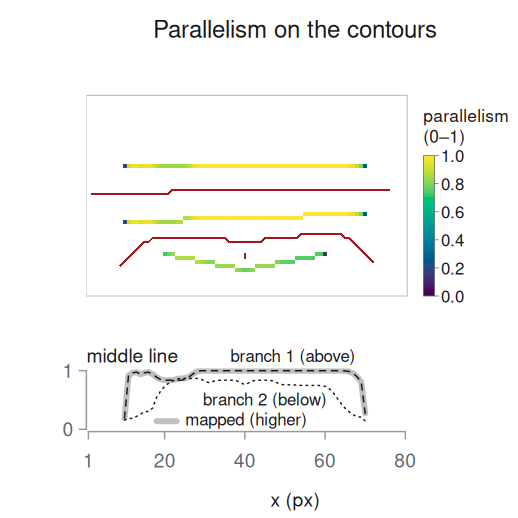 Parallelism on the contours
parallelism
(0–1)
1.0
0.8
0.6
0.4
0.2
0.0
middle line
branch 1 (above)
1
branch 2 (below)
mapped (higher)
0
1 20 40 60 80
x (px)